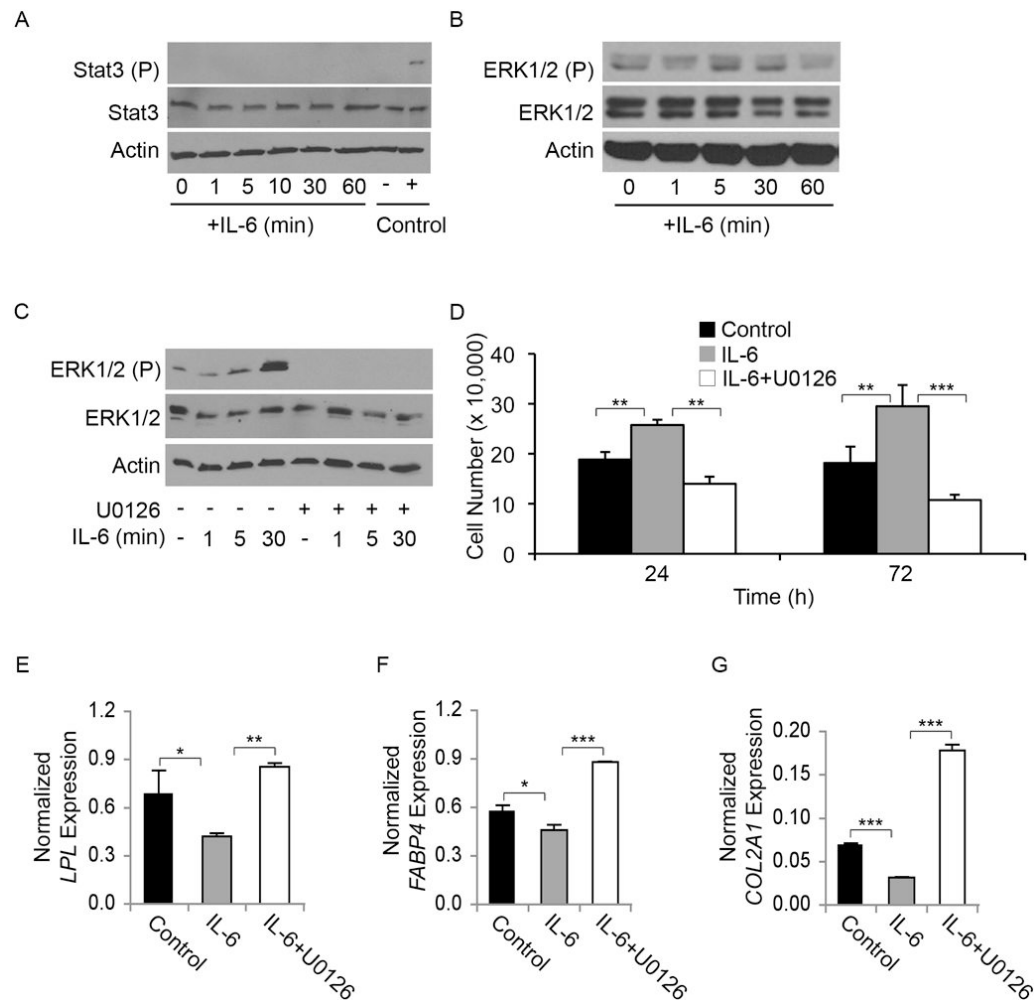 A
Stat3 (P)
Stat3
Actin
0 1 5 10 30 60 - +
+IL-6 (min) Control
B
ERK1/2 (P)
ERK1/2
Actin
0 1 5 30 60
+IL-6 (min)
C
ERK1/2 (P)
ERK1/2
Actin
U0126 - - - - + + + +
IL-6 (min) - 1 5 30 - 1 5 30
D
Control
IL-6
IL-6+U0126
Cell Number (x 10,000)
40
30
20
10
0
** ** ** ***
24 72
Time (h)
E
Normalized
LPL Expression
1.2
0.9
0.6
0.3
0.0
* **
Control IL-6 IL-6+U0126
F
Normalized
FABP4 Expression
1.2
0.9
0.6
0.3
0.0
* ***
Control IL-6 IL-6+U0126
G
Normalized
COL2A1 Expression
0.20
0.15
0.10
0.05
0.00
*** ***
Control IL-6 IL-6+U0126